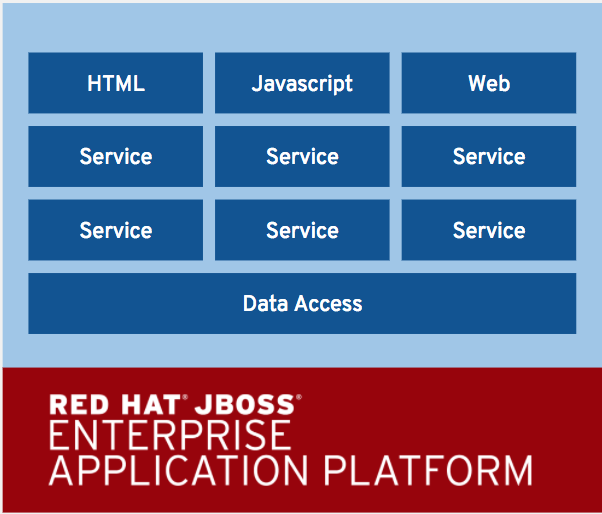 HTML Javascript Web
Service Service Service
Service Service Service
Data Access
RED HAT® JBOSS®
ENTERPRISE
APPLICATION PLATFORM